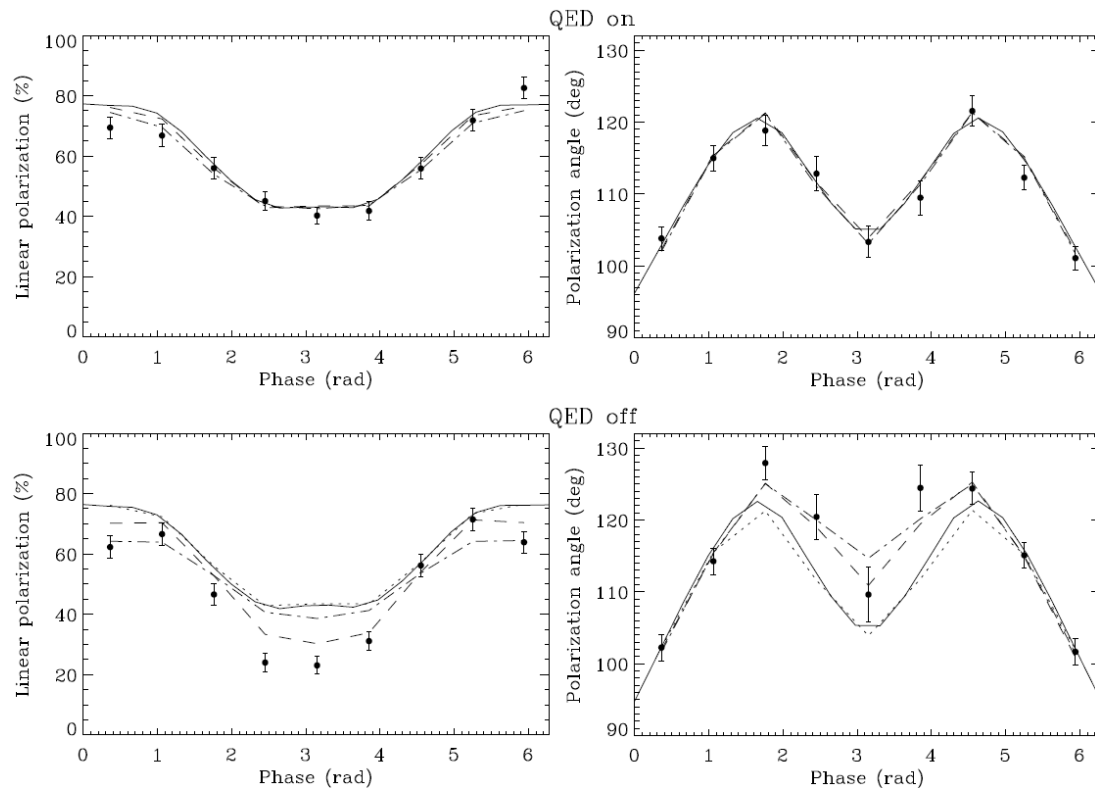 QED on
Linear polarization (%)
100
80
60
40
20
0
0 1 2 3 4 5 6
Phase (rad)
Polarization angle (deg)
130
120
110
100
90
0 1 2 3 4 5 6
Phase (rad)
QED off
Linear polarization (%)
100
80
60
40
20
0
0 1 2 3 4 5 6
Phase (rad)
Polarization angle (deg)
130
120
110
100
90
0 1 2 3 4 5 6
Phase (rad)